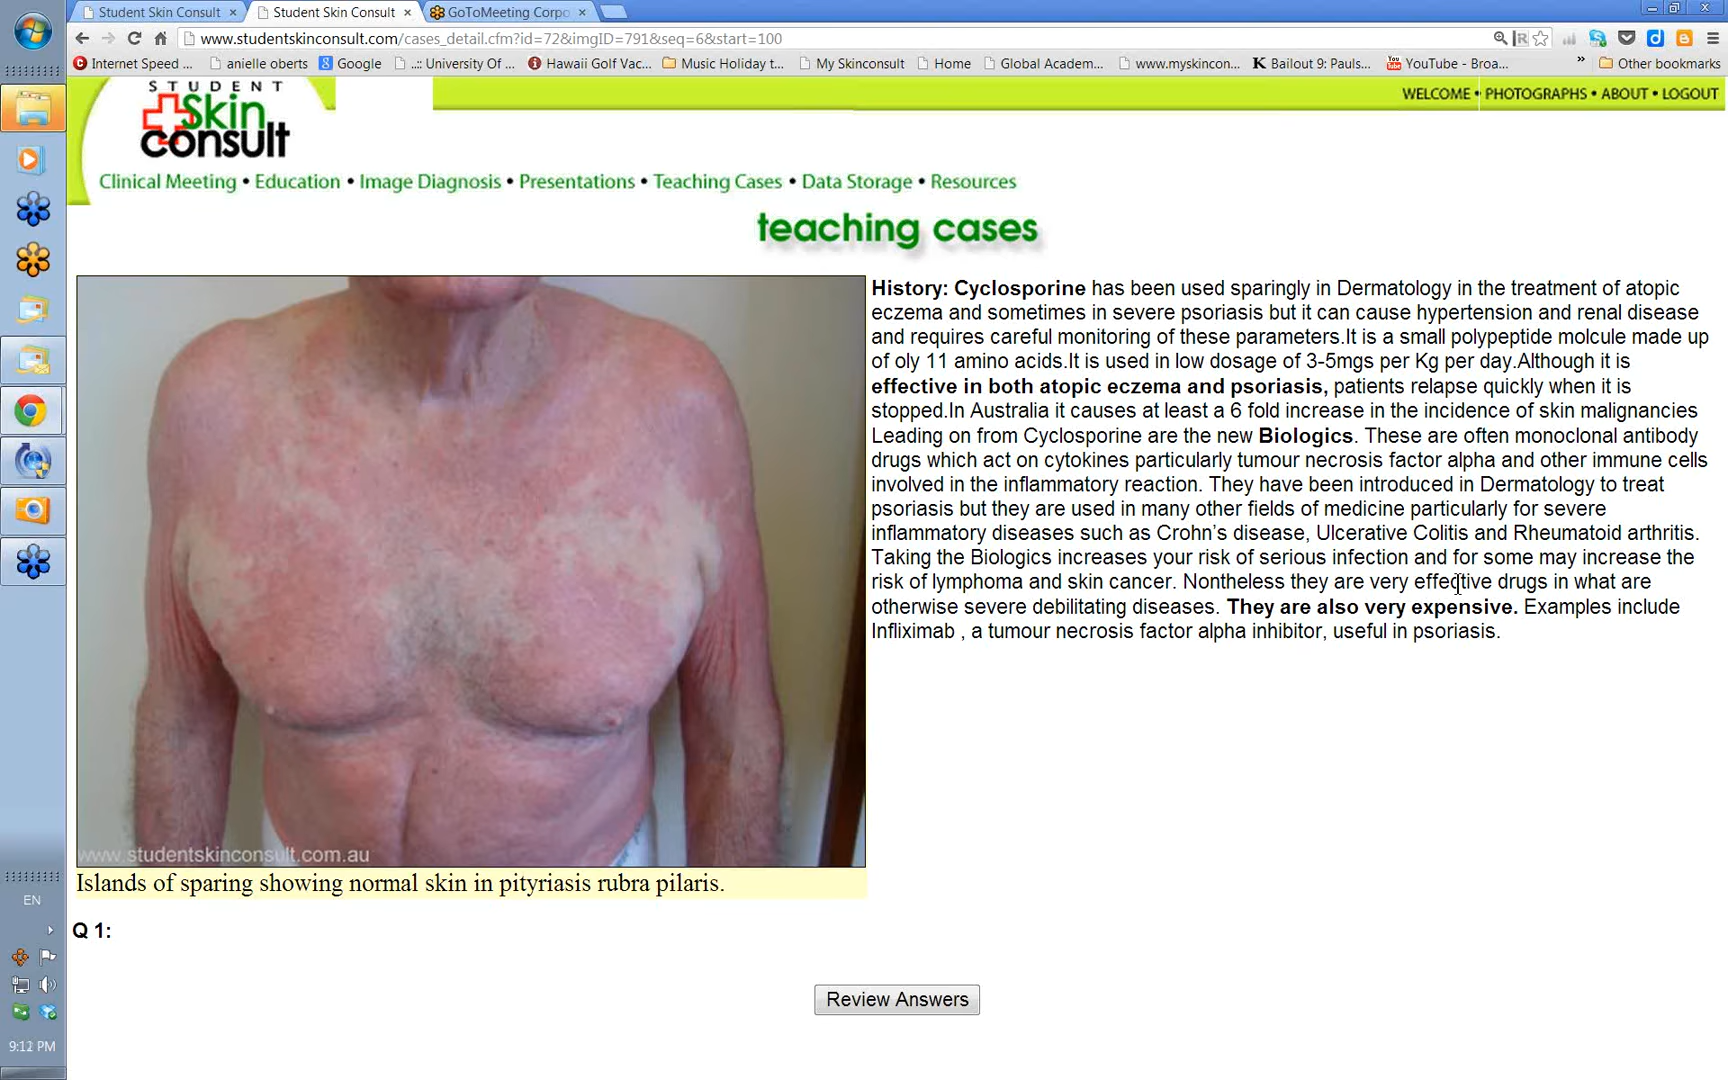 Student Skin Consult
Student Skin Consult
GoToMeeting Corpo
www.studentskinconsult.com/cases_detail.cfm?id=72&imgID=791&seq=6&start=100
Internet Speed ...
anielle oberts
Google
..:: University Of ...
Hawaii Golf Vac...
Music Holiday t...
My Skinconsult
Home
Global Academ...
www.myskincon...
Bailout 9: Pauls...
YouTube - Broa...
»
Other bookmarks
WELCOME • PHOTOGRAPHS • ABOUT • LOGOUT
STUDENT
Skin
consult
Clinical Meeting • Education • Image Diagnosis • Presentations • Teaching Cases • Data Storage • Resources
teaching cases
History: Cyclosporine has been used sparingly in Dermatology in the treatment of atopic
eczema and sometimes in severe psoriasis but it can cause hypertension and renal disease
and requires careful monitoring of these parameters.It is a small polypeptide molcule made up
of oly 11 amino acids.It is used in low dosage of 3-5mgs per Kg per day.Although it is
effective in both atopic eczema and psoriasis, patients relapse quickly when it is
stopped.In Australia it causes at least a 6 fold increase in the incidence of skin malignancies
Leading on from Cyclosporine are the new Biologics. These are often monoclonal antibody
drugs which act on cytokines particularly tumour necrosis factor alpha and other immune cells
involved in the inflammatory reaction. They have been introduced in Dermatology to treat
psoriasis but they are used in many other fields of medicine particularly for severe
inflammatory diseases such as Crohn's disease, Ulcerative Colitis and Rheumatoid arthritis.
Taking the Biologics increases your risk of serious infection and for some may increase the
risk of lymphoma and skin cancer. Nontheless they are very effective drugs in what are
otherwise severe debilitating diseases. They are also very expensive. Examples include
Infliximab , a tumour necrosis factor alpha inhibitor, useful in psoriasis.
www.studentskinconsult.com.au
Islands of sparing showing normal skin in pityriasis rubra pilaris.
Q 1:
Review Answers
EN
9:12 PM